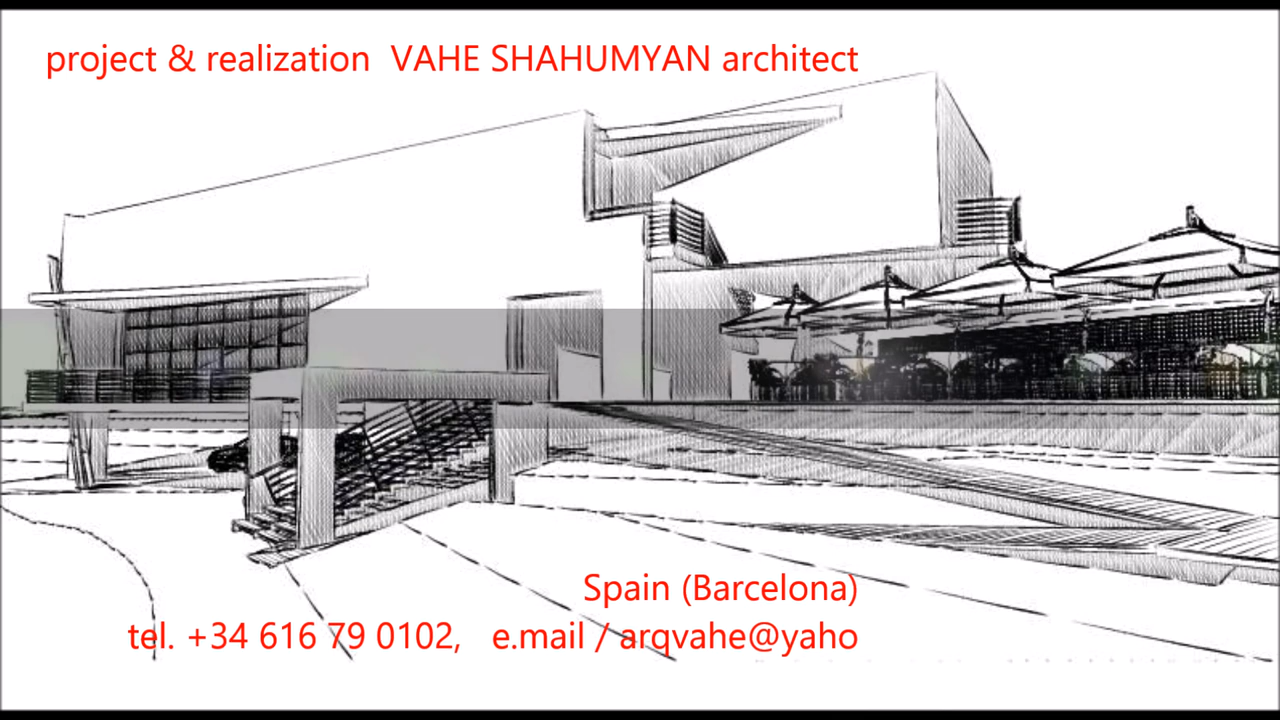 project & realization VAHE SHAHUMYAN architect
Spain (Barcelona)
tel. +34 616 79 0102, e.mail / arqvahe@yaho